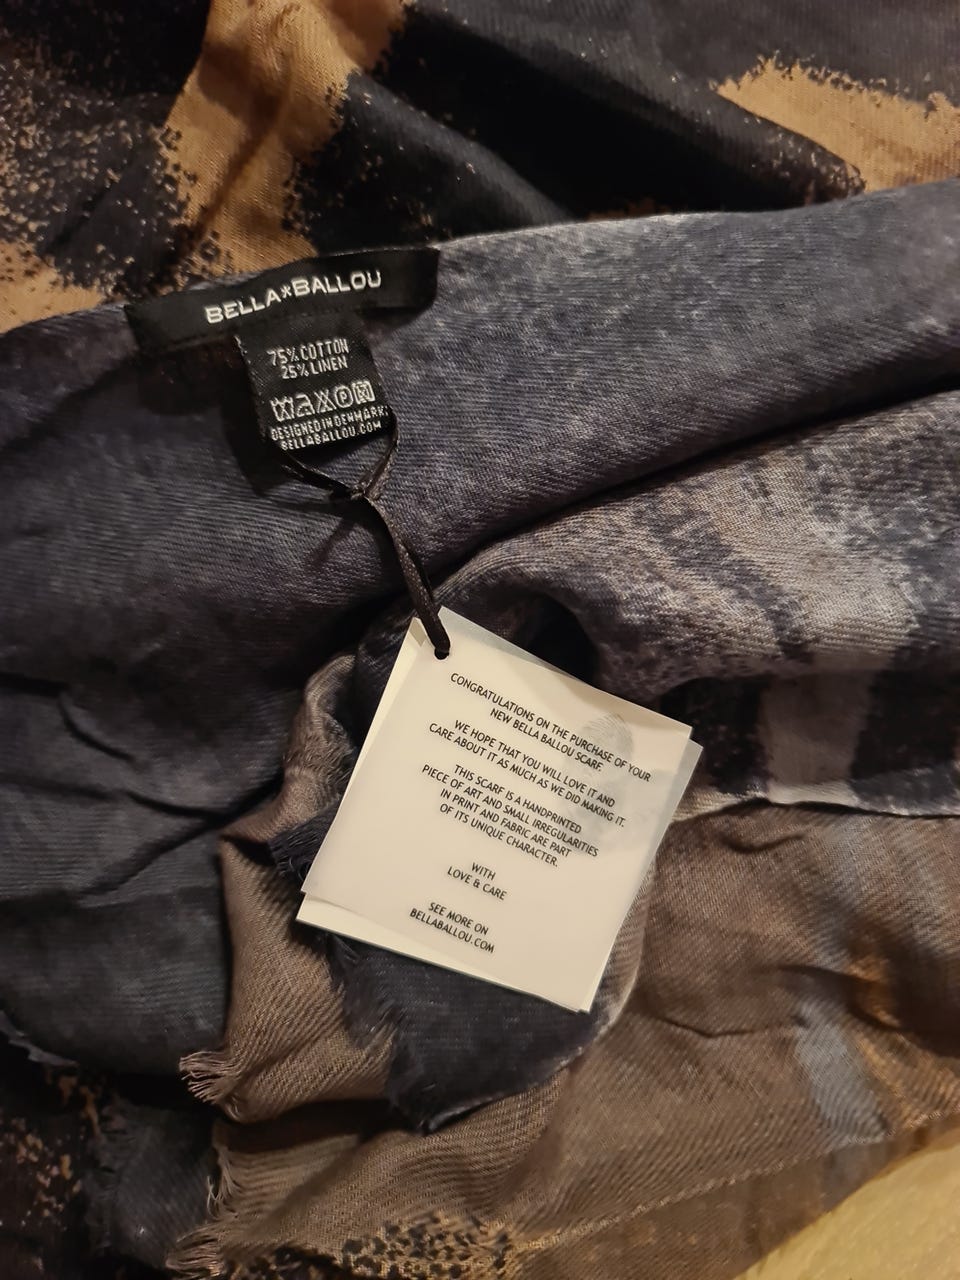 BELLA*BALLOU
75% COTTON
25% LINEN
DESIGNED IN DENMARK
BELLABALLOU.COM
CONGRATULATIONS ON THE PURCHASE OF YOUR
NEW BELLA BALLOU SCARF.
WE HOPE THAT YOU WILL LOVE IT AND
CARE ABOUT IT AS MUCH AS WE DID MAKING IT.
THIS SCARF IS A HANDPRINTED
PIECE OF ART AND SMALL IRREGULARITIES
IN PRINT AND FABRIC ARE PART
OF ITS UNIQUE CHARACTER.
WITH
LOVE & CARE
SEE MORE ON
BELLABALLOU.COM